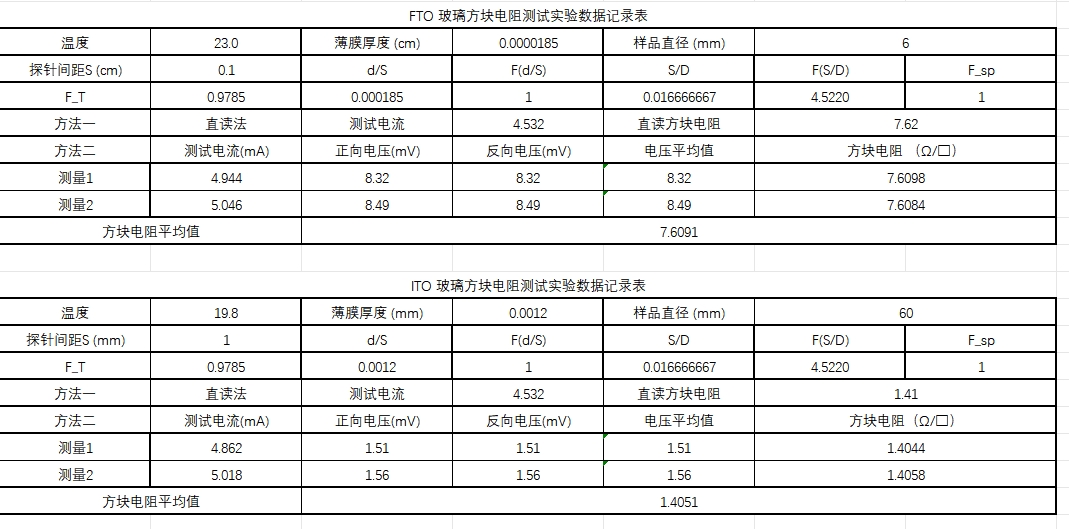 FTO 玻璃方块电阻测试实验数据记录表
温度 23.0 薄膜厚度 (cm) 0.0000185 样品直径 (mm) 6
探针间距S (cm) 0.1 d/S F(d/S) S/D F(S/D) F_sp
F_T 0.9785 0.000185 1 0.016666667 4.5220 1
方法一 直读法 测试电流 4.532 直读方块电阻 7.62
方法二 测试电流(mA) 正向电压(mV) 反向电压(mV) 电压平均值 方块电阻 （Ω/□）
测量1 4.944 8.32 8.32 8.32 7.6098
测量2 5.046 8.49 8.49 8.49 7.6084
方块电阻平均值 7.6091
ITO 玻璃方块电阻测试实验数据记录表
温度 19.8 薄膜厚度 (mm) 0.0012 样品直径 (mm) 60
探针间距S (mm) 1 d/S F(d/S) S/D F(S/D) F_sp
F_T 0.9785 0.0012 1 0.016666667 4.5220 1
方法一 直读法 测试电流 4.532 直读方块电阻 1.41
方法二 测试电流(mA) 正向电压(mV) 反向电压(mV) 电压平均值 方块电阻（Ω/□）
测量1 4.862 1.51 1.51 1.51 1.4044
测量2 5.018 1.56 1.56 1.56 1.4058
方块电阻平均值 1.4051